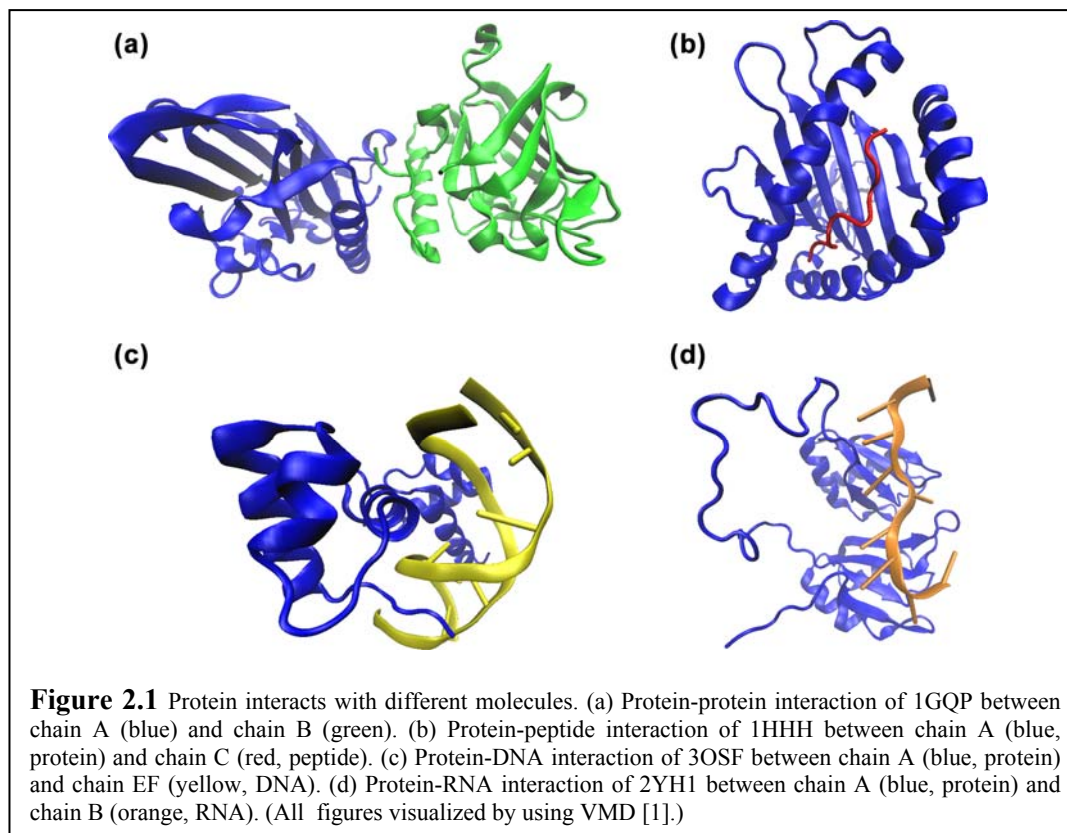 (a)
(b)
(c)
(d)
Figure 2.1 Protein interacts with different molecules. (a) Protein-protein interaction of 1GQP between
chain A (blue) and chain B (green). (b) Protein-peptide interaction of 1HHH between chain A (blue,
protein) and chain C (red, peptide). (c) Protein-DNA interaction of 3OSF between chain A (blue, protein)
and chain EF (yellow, DNA). (d) Protein-RNA interaction of 2YH1 between chain A (blue, protein) and
chain B (orange, RNA). (All figures visualized by using VMD [1].)